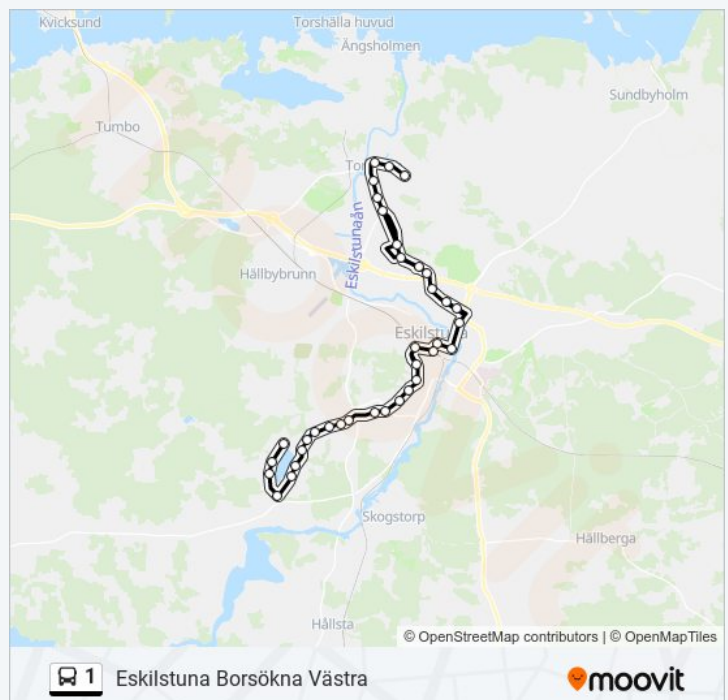 Kvicksund
Torshälla huvud
Ängsholmen
Sundbyholm
Tumbo
Tor
Eskilstunaån
Hällbybrunn
Eskilstuna
Skogstorp
Hällberga
Hållsta
© OpenStreetMap contributors | © OpenMapTiles
1 Eskilstuna Borsökna Västra
moovit